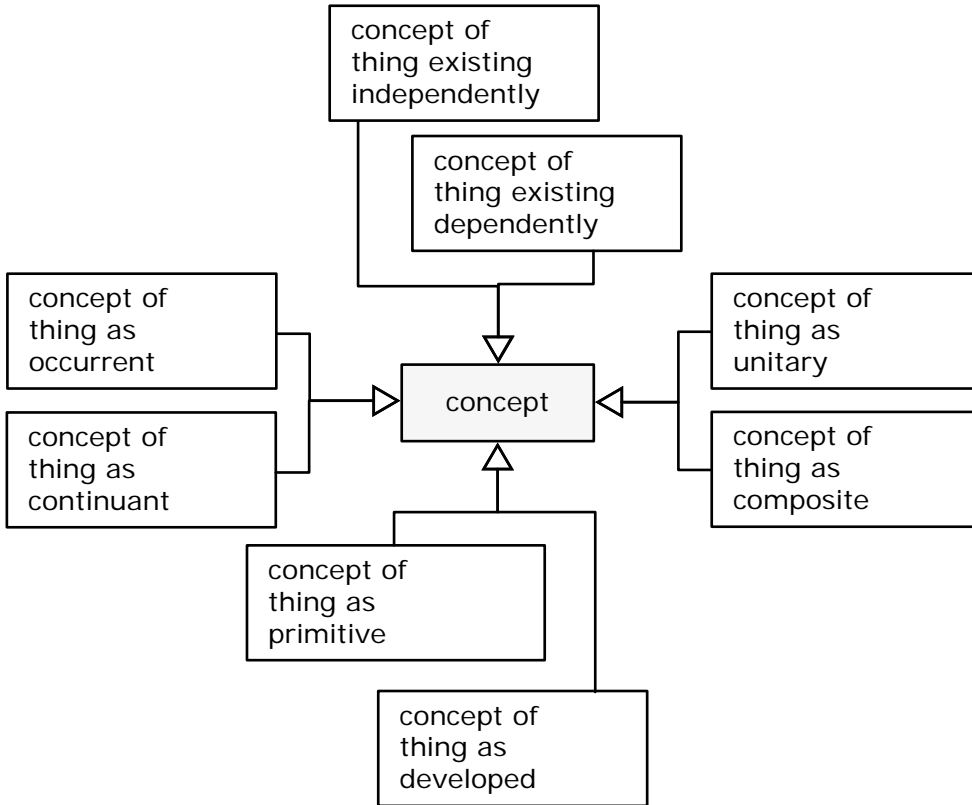 concept of
thing existing
independently
concept of
thing existing
dependently
concept of
thing as
occurrent
concept of
thing as
unitary
concept
concept of
thing as
continuant
concept of
thing as
composite
concept of
thing as
primitive
concept of
thing as
developed